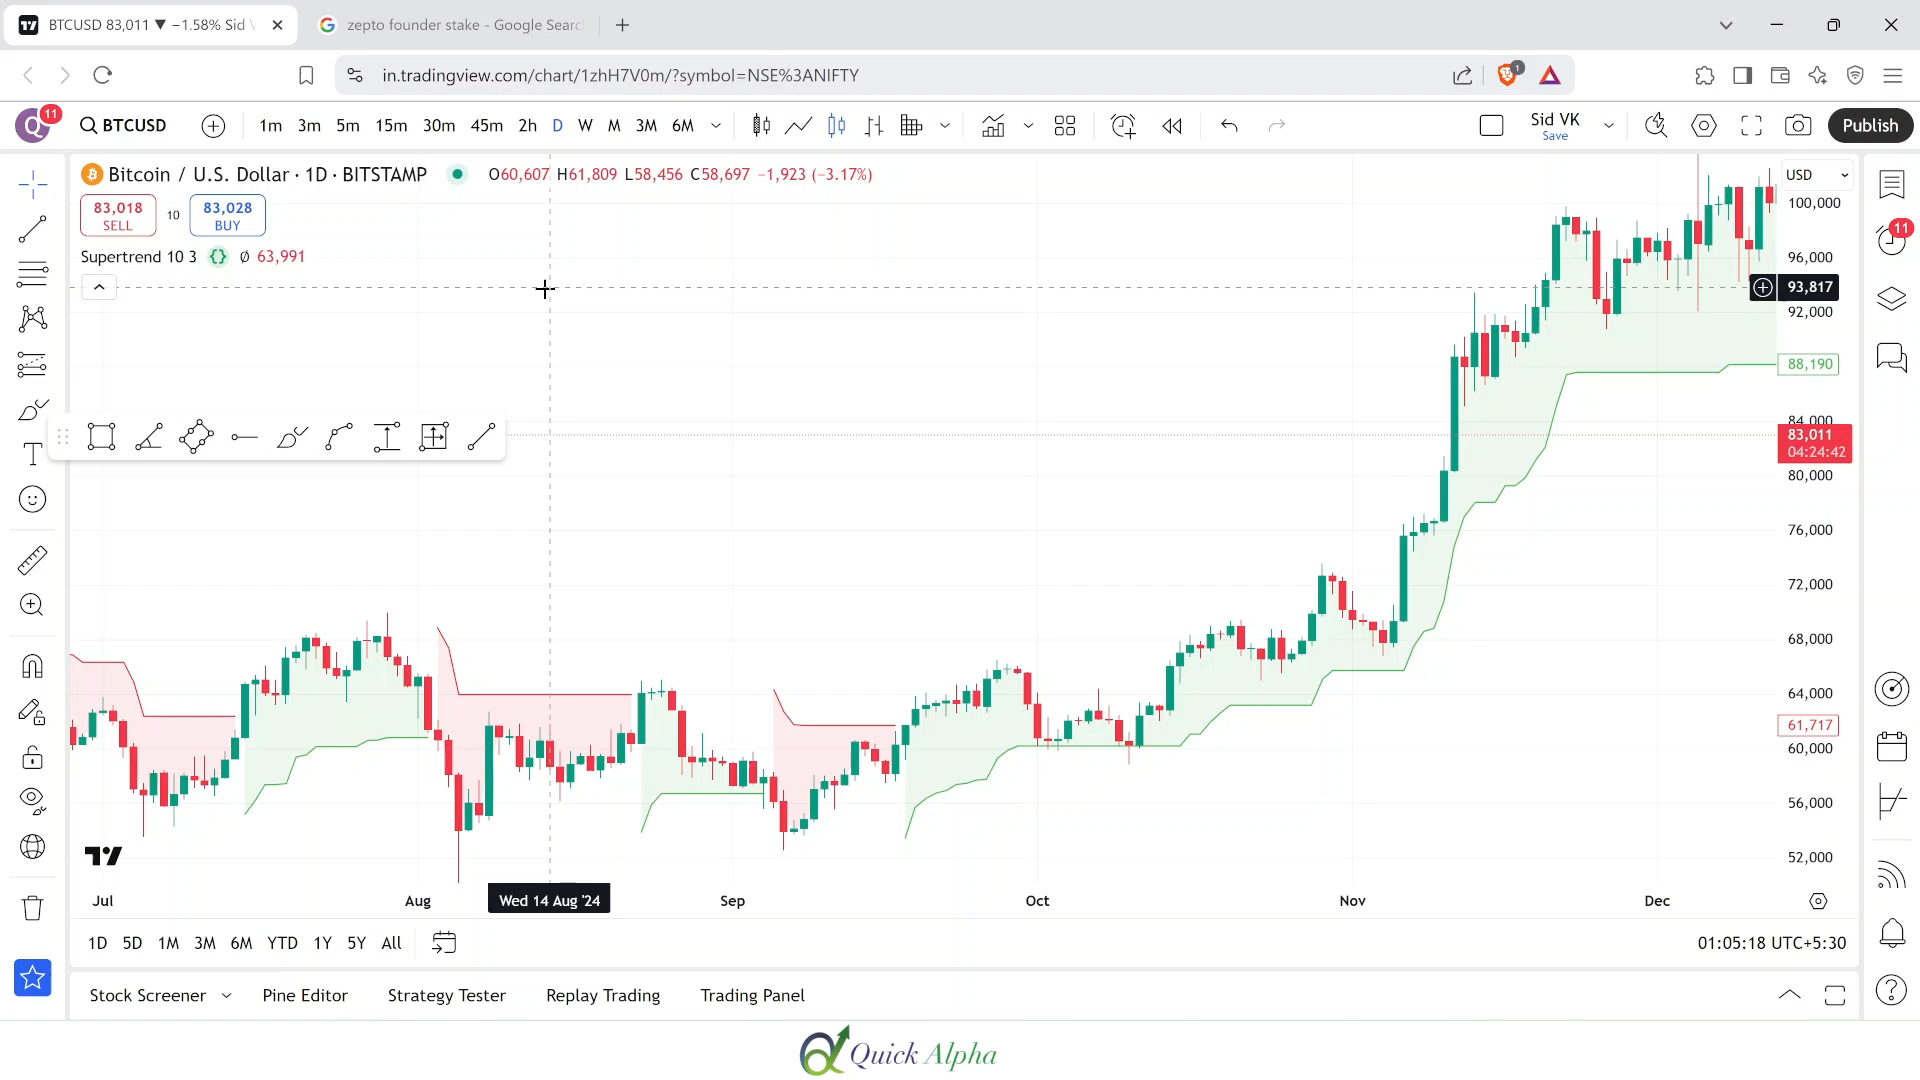 BTCUSD 83,011 ▼ −1.58% Sid
zepto founder stake - Google Searc
in.tradingview.com/chart/1zhH7V0m/?symbol=NSE%3ANIFTY
1
Q 11
BTCUSD
1m 3m 5m 15m 30m 45m 2h D W M 3M 6M
Sid VK
Save
Publish
Bitcoin / U.S. Dollar · 1D · BITSTAMP
O60,607 H61,809 L58,456 C58,697 −1,923 (−3.17%)
USD
83,018
SELL
10
83,028
BUY
Supertrend 10 3 {} Ø 63,991
100,000
96,000
93,817
92,000
88,190
84,000
83,011
04:24:42
80,000
76,000
72,000
68,000
64,000
61,717
60,000
56,000
52,000
11
T
Jul
Aug
Wed 14 Aug '24
Sep
Oct
Nov
Dec
1D 5D 1M 3M 6M YTD 1Y 5Y All
01:05:18 UTC+5:30
Stock Screener
Pine Editor
Strategy Tester
Replay Trading
Trading Panel
Quick Alpha